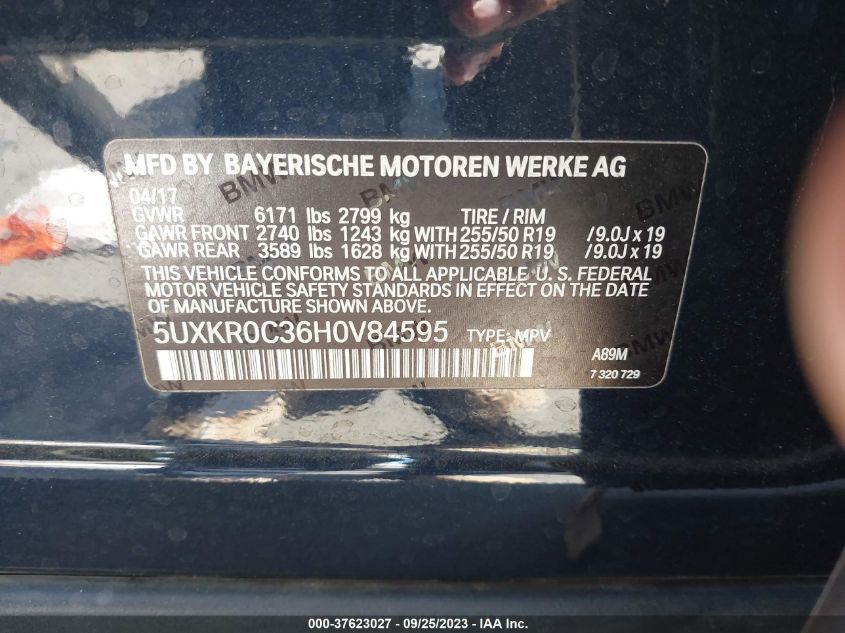 MFD BY BAYERISCHE MOTOREN WERKE AG
04/17
GVWR 6171 lbs 2799 kg TIRE / RIM
GAWR FRONT 2740 lbs 1243 kg WITH 255/50 R19 /9.0J x 19
GAWR REAR 3589 lbs 1628 kg WITH 255/50 R19 /9.0J x 19
THIS VEHICLE CONFORMS TO ALL APPLICABLE U. S. FEDERAL
MOTOR VEHICLE SAFETY STANDARDS IN EFFECT ON THE DATE
OF MANUFACTURE SHOWN ABOVE.
5UXKR0C36H0V84595 TYPE: MPV
A89M
7 320 729
000-37623027 - 09/25/2023 - IAA Inc.